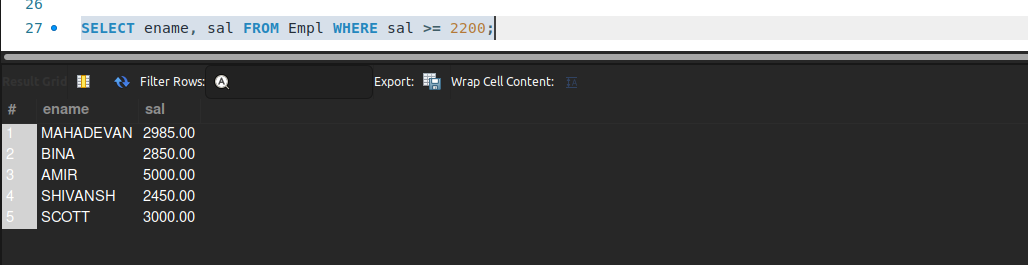 26
27 SELECT ename, sal FROM Empl WHERE sal >= 2200;
Result Grid Filter Rows: Export: Wrap Cell Content:
# ename sal
1 MAHADEVAN 2985.00
2 BINA 2850.00
3 AMIR 5000.00
4 SHIVANSH 2450.00
5 SCOTT 3000.00